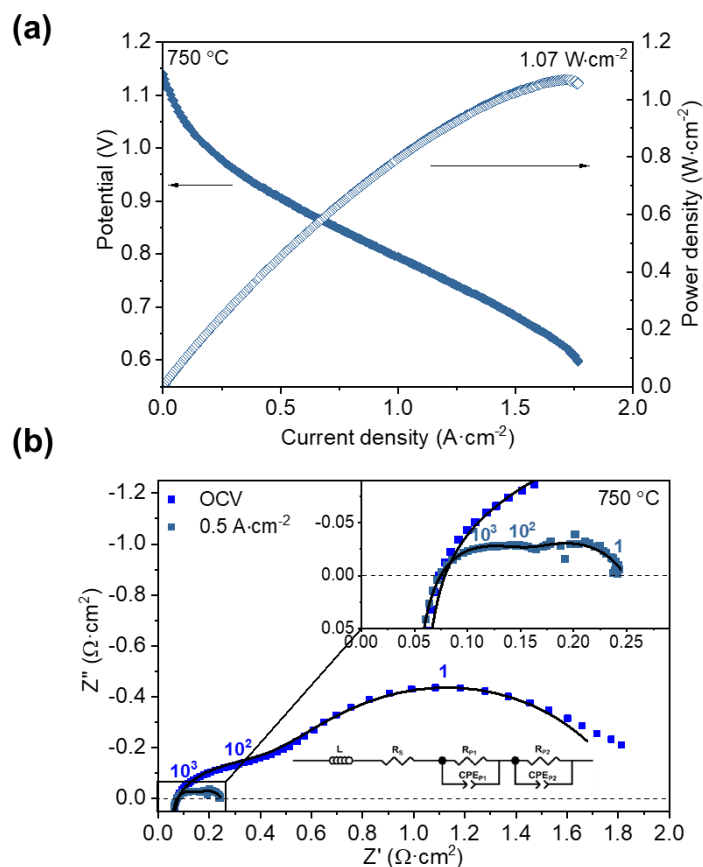 (a)
750 °C
1.07 W·cm-2
1.2
1.1
1.0
0.9
0.8
0.7
0.6
Potential (V)
1.2
1.0
0.8
0.6
0.4
0.2
0.0
Power density (W·cm-2)
0.0 0.5 1.0 1.5 2.0
Current density (A·cm-2)
(b)
OCV
0.5 A·cm-2
-1.2
-1.0
-0.8
-0.6
-0.4
-0.2
0.0
Z'' (Ω·cm2)
750 °C
-0.05
0.00
0.05
10³ 10² 1
0.00 0.05 0.10 0.15 0.20 0.25
1
10³ 10²
L RS RP1 RP2
CPEP1 CPEP2
0.0 0.2 0.4 0.6 0.8 1.0 1.2 1.4 1.6 1.8 2.0
Z' (Ω·cm2)